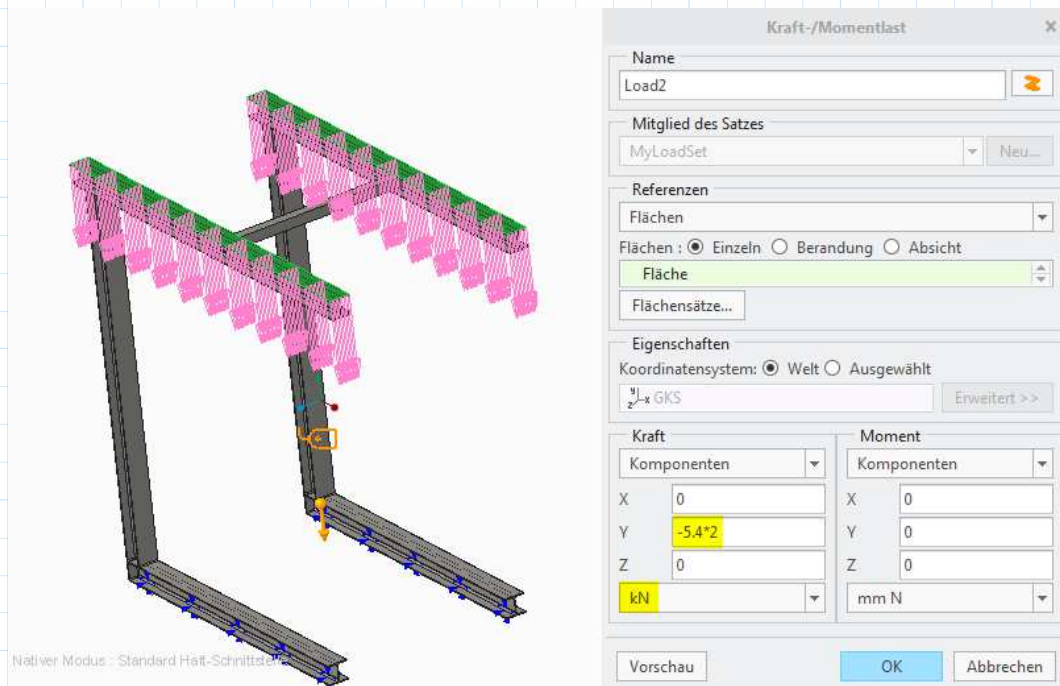 Kraft-/Momentlast
Name
Load2
Mitglied des Satzes
MyLoadSet
Neu...
Referenzen
Flächen
Flächen : Einzeln Berandung Absicht
Fläche
Flächensätze...
Eigenschaften
Koordinatensystem: Welt Ausgewählt
y
z x GKS
Erweitert >>
Kraft
Komponenten
X 0
Y -5.4*2
Z 0
kN
Moment
Komponenten
X 0
Y 0
Z 0
mm N
Vorschau
OK
Abbrechen
Nativer Modus : Standard Haft-Schnittstelle